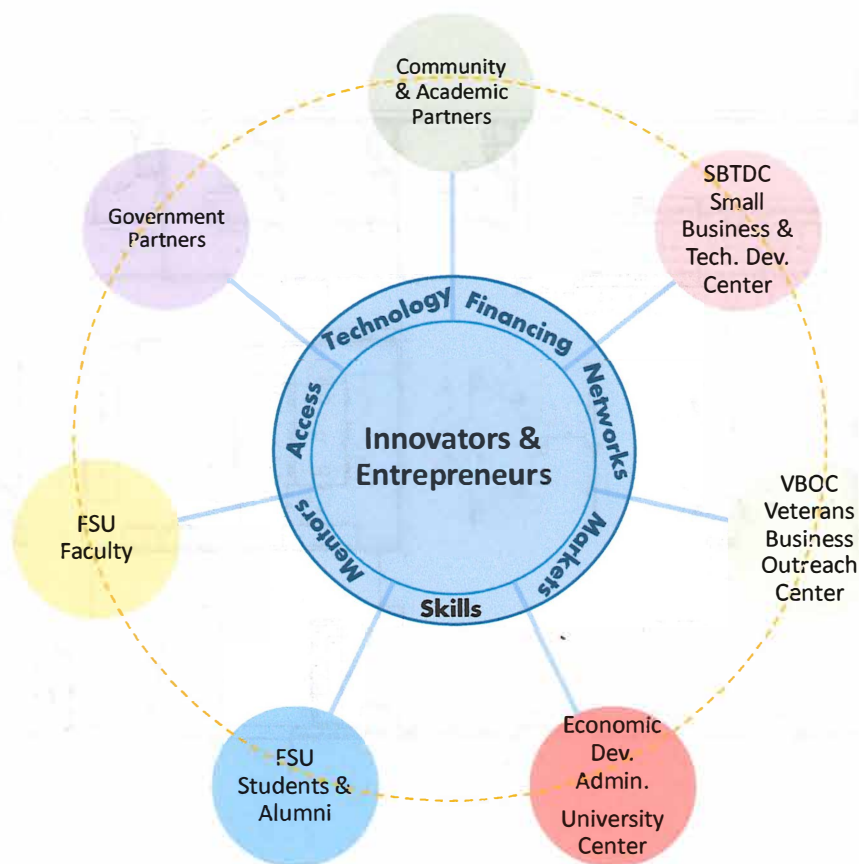 Community
& Academic
Partners
SBTDC
Small
Business &
Tech. Dev.
Center
VBOC
Veterans
Business
Outreach
Center
Economic
Dev.
Admin.
University
Center
FSU
Students &
Alumni
FSU
Faculty
Government
Partners
Technology
Financing
Networks
Markets
Skills
Mentors
Access
Innovators &
Entrepreneurs